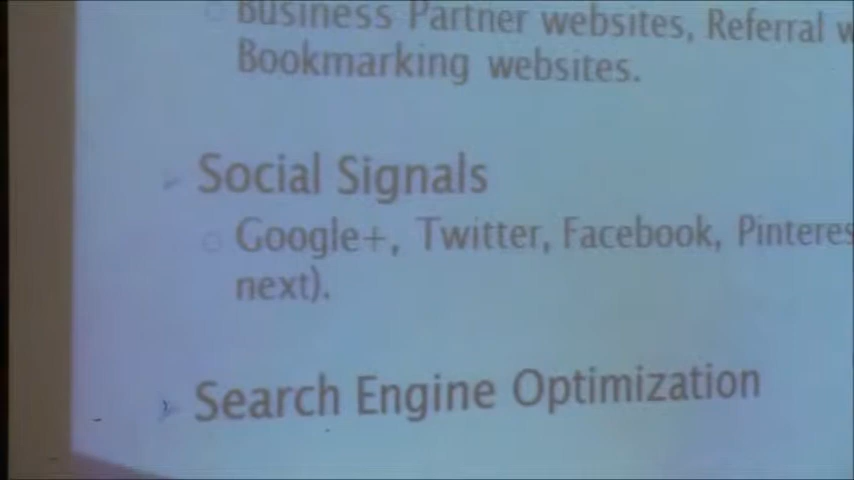 Business Partner websites, Referral
Bookmarking websites.
Social Signals
Google+, Twitter, Facebook,
next).
Search Engine Optimization